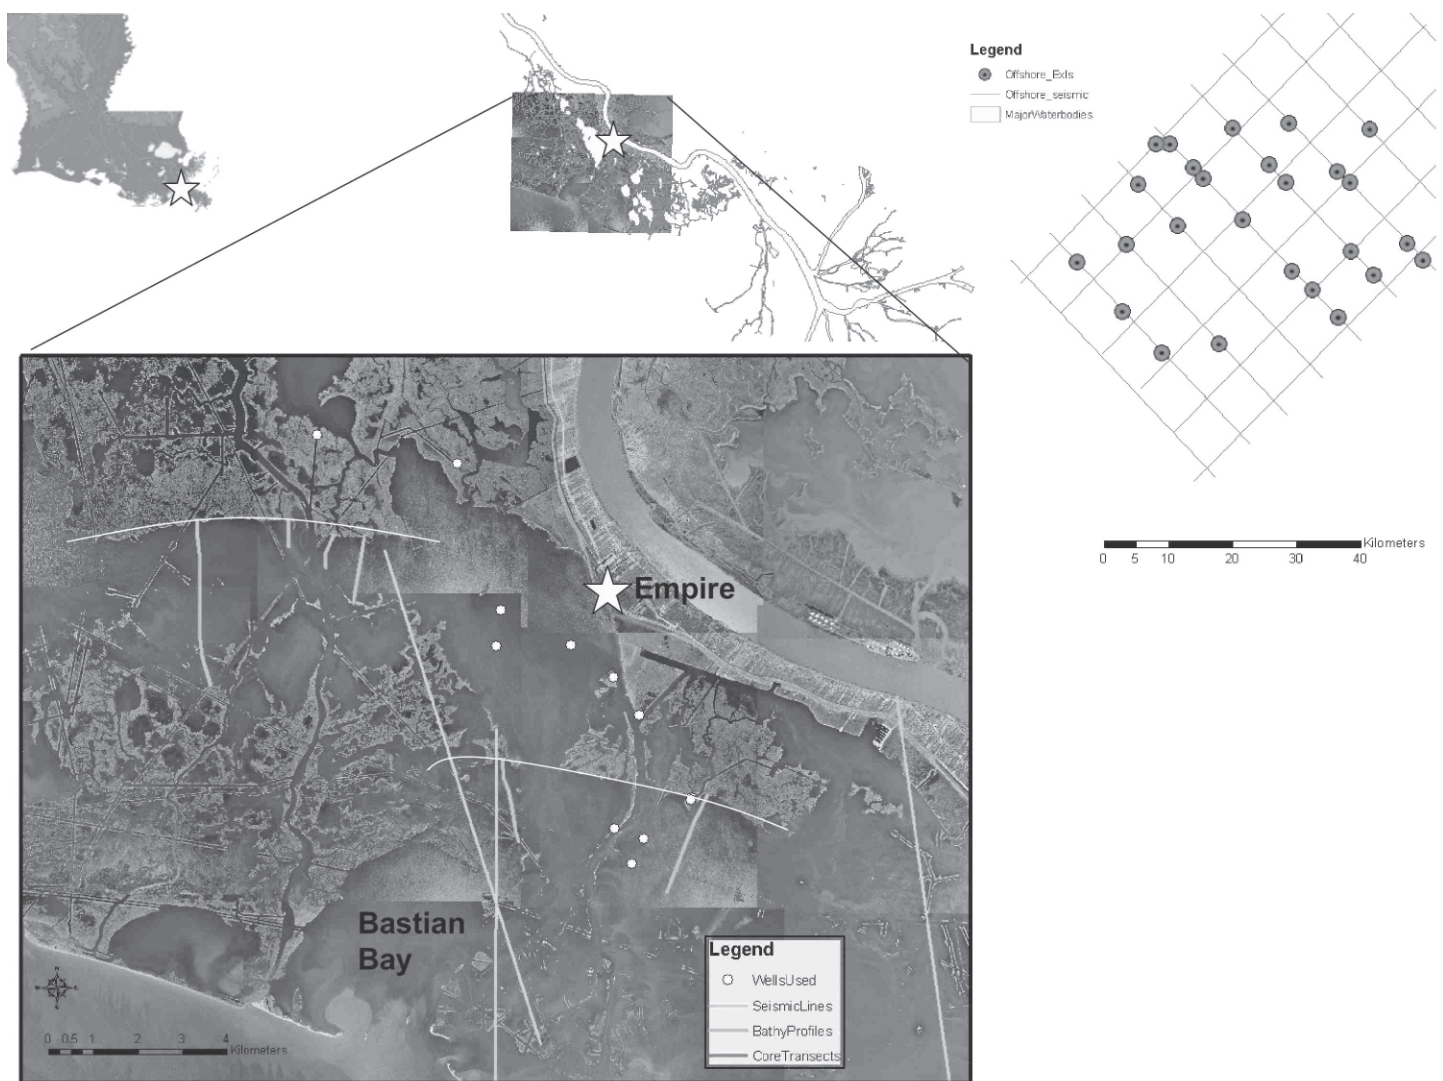 Legend
Offshore_Exls
Offshore_seismic
MajorWaterbodies
0 5 10 20 30 40 Kilometers
Empire
Bastian
Bay
Legend
WellsUsed
SeismicLines
BathyProfiles
CoreTransects
N
W E
S
0 0.5 1 2 3 4
Kilometers